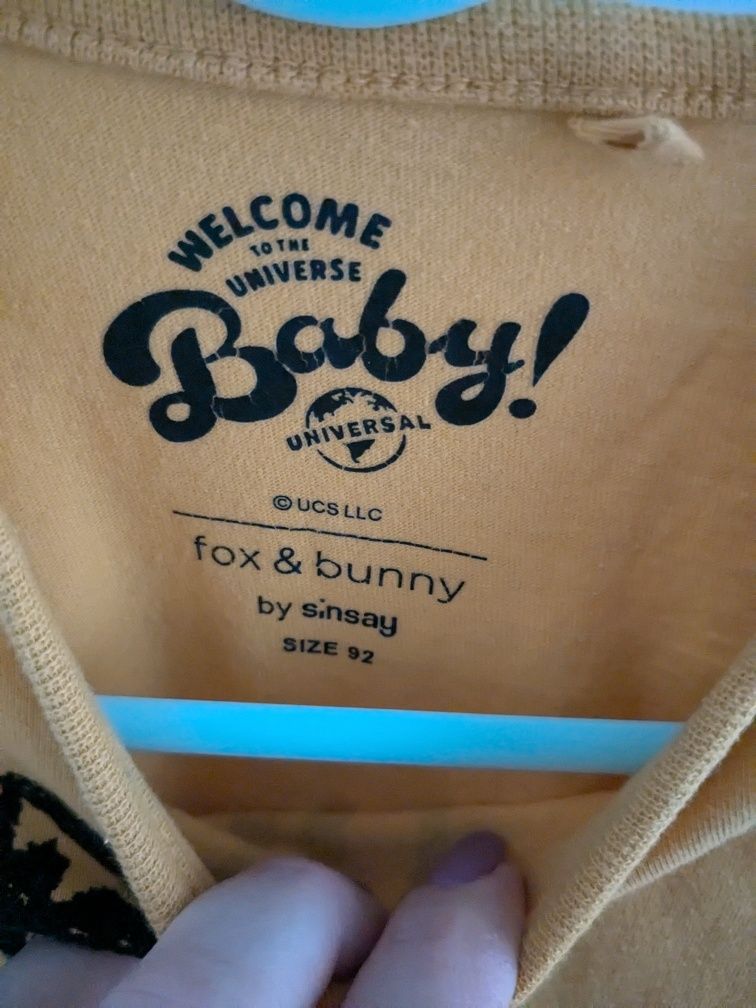 WELCOME
TO THE
UNIVERSE
Baby!
UNIVERSAL
© UCS LLC
fox & bunny
by sinsay
SIZE 92